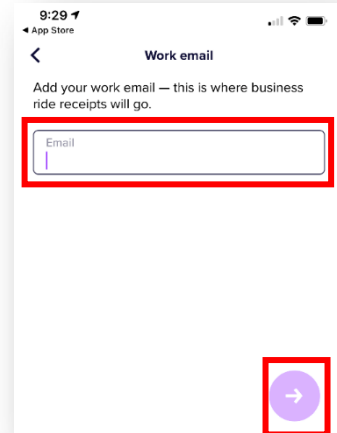 9:29
App Store
Work email
Add your work email — this is where business
ride receipts will go.
Email